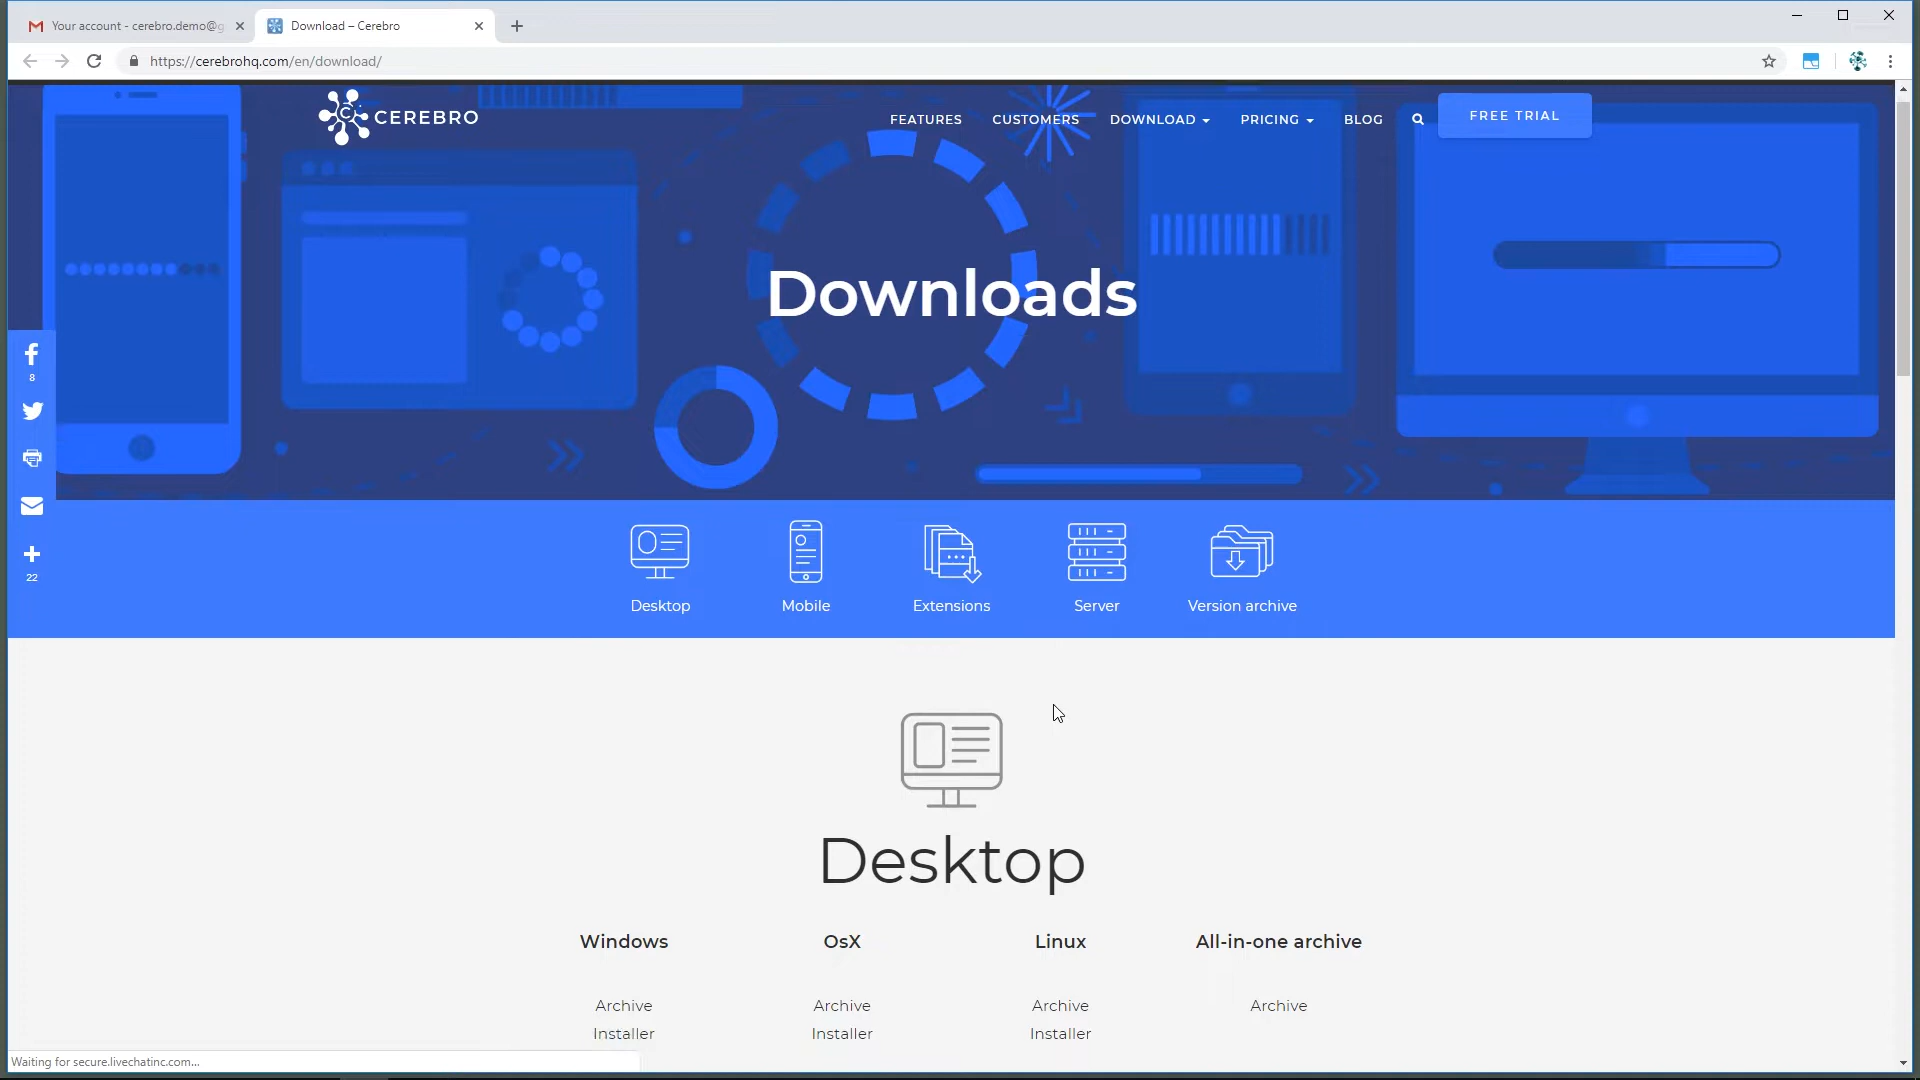 Your account - cerebro.demo@g
Download – Cerebro
https://cerebrohq.com/en/download/
CEREBRO
FEATURES
CUSTOMERS
DOWNLOAD
PRICING
BLOG
FREE TRIAL
Downloads
8
22
Desktop
Mobile
Extensions
Server
Version archive
Desktop
Windows
OsX
Linux
All-in-one archive
Archive
Archive
Archive
Archive
Installer
Installer
Installer
Waiting for secure.livechatinc.com...